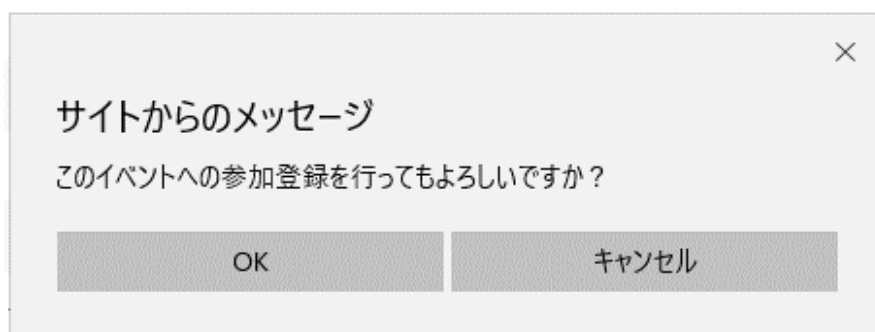 サイトからのメッセージ
このイベントへの参加登録を行ってもよろしいですか？
OK
キャンセル